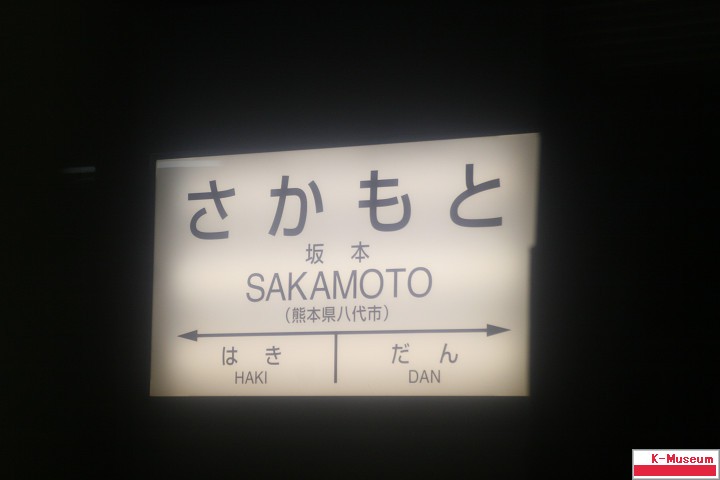 さかもと
坂本
SAKAMOTO
（熊本県八代市）
はき だん
HAKI DAN
K-Museum